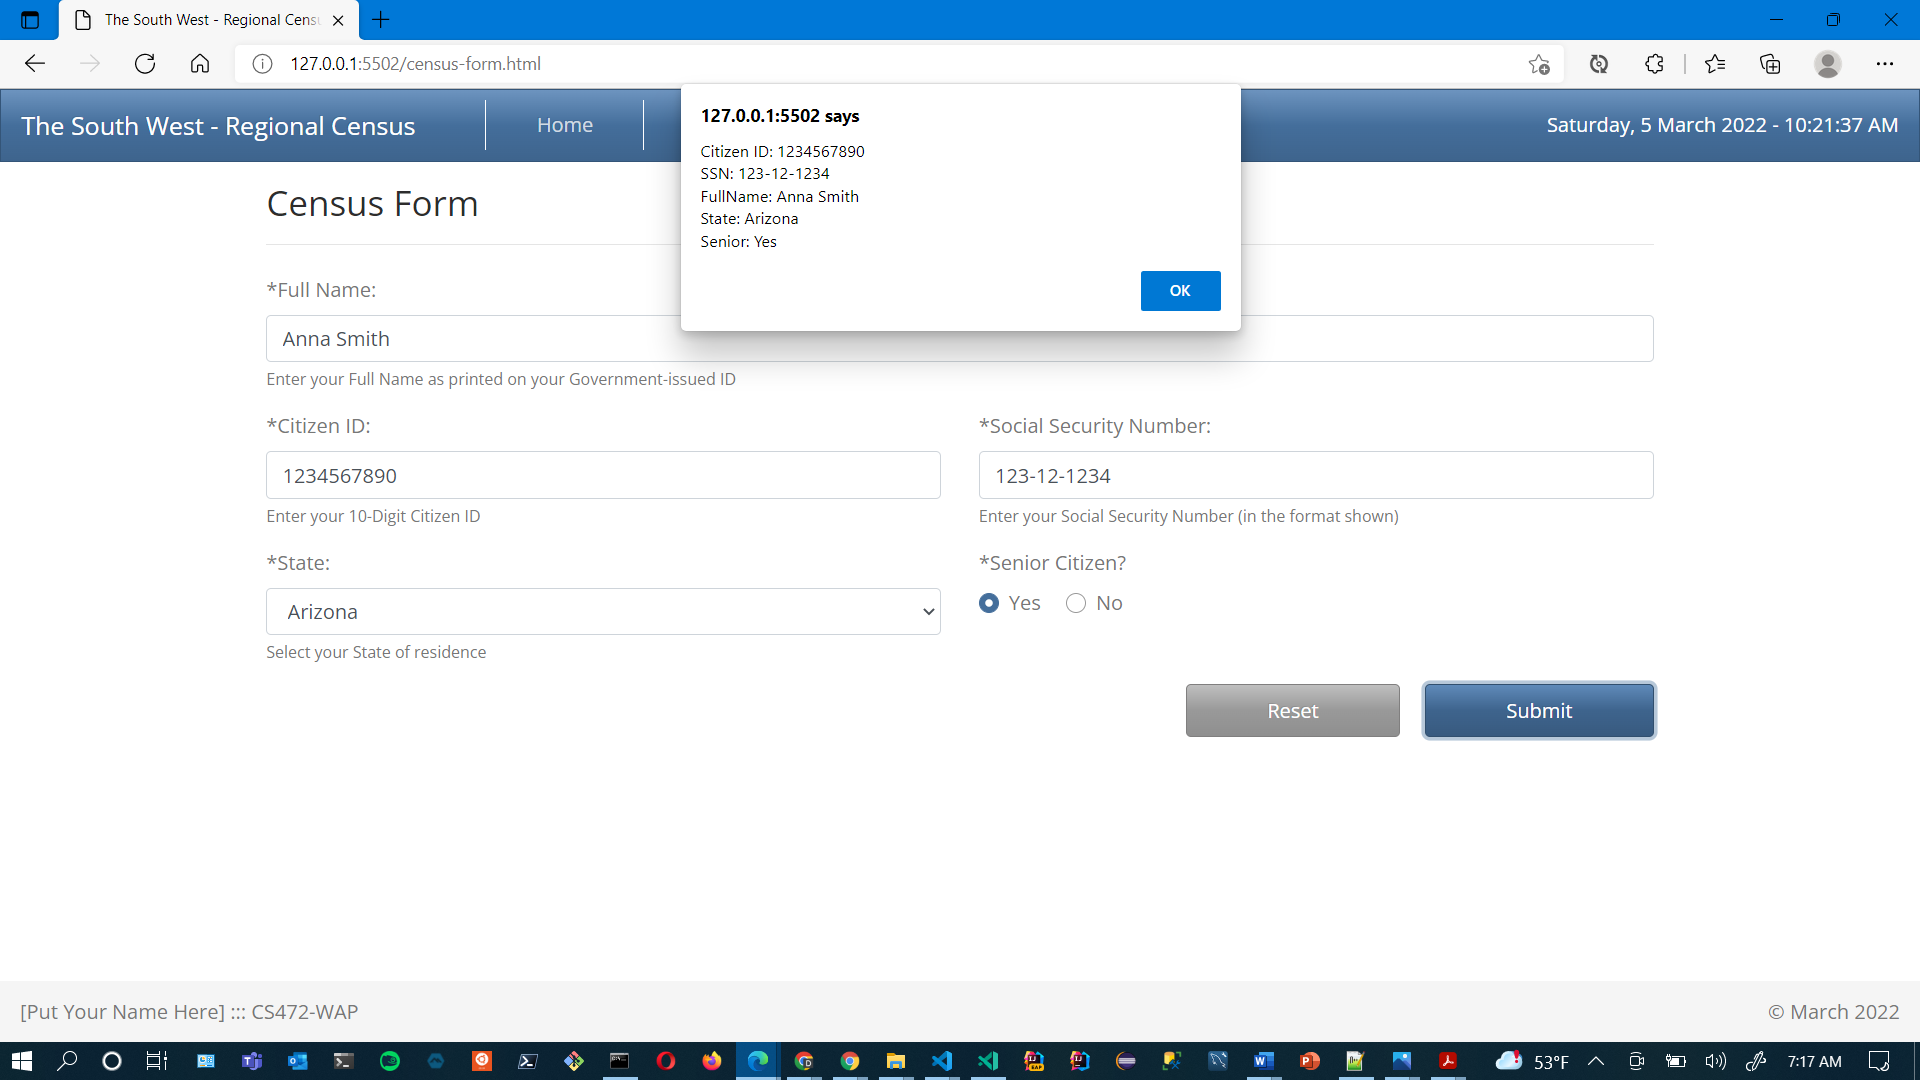 The South West - Regional Censu
127.0.0.1:5502/census-form.html
The South West - Regional Census
Home
Saturday, 5 March 2022 - 10:21:37 AM
127.0.0.1:5502 says
Citizen ID: 1234567890
SSN: 123-12-1234
FullName: Anna Smith
State: Arizona
Senior: Yes
OK
Census Form
*Full Name:
Anna Smith
Enter your Full Name as printed on your Government-issued ID
*Citizen ID:
1234567890
Enter your 10-Digit Citizen ID
*Social Security Number:
123-12-1234
Enter your Social Security Number (in the format shown)
*State:
Arizona
Select your State of residence
*Senior Citizen?
Yes No
Reset
Submit
[Put Your Name Here] ::: CS472-WAP
© March 2022
53°F
7:17 AM